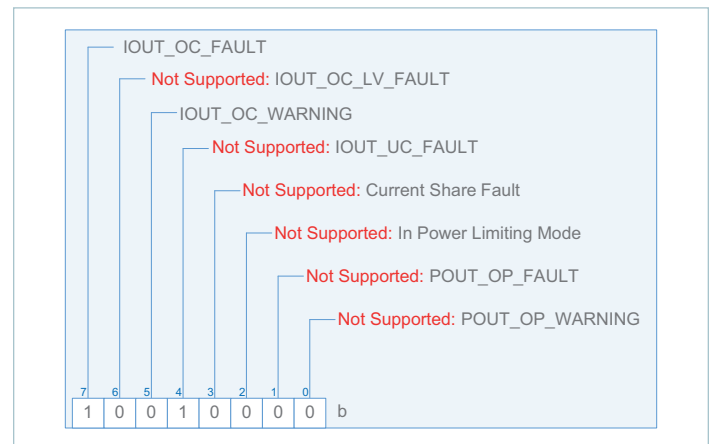 IOUT_OC_FAULT
Not Supported: IOUT_OC_LV_FAULT
IOUT_OC_WARNING
Not Supported: IOUT_UC_FAULT
Not Supported: Current Share Fault
Not Supported: In Power Limiting Mode
Not Supported: POUT_OP_FAULT
Not Supported: POUT_OP_WARNING
7 6 5 4 3 2 1 0
1 0 0 1 0 0 0 0 b